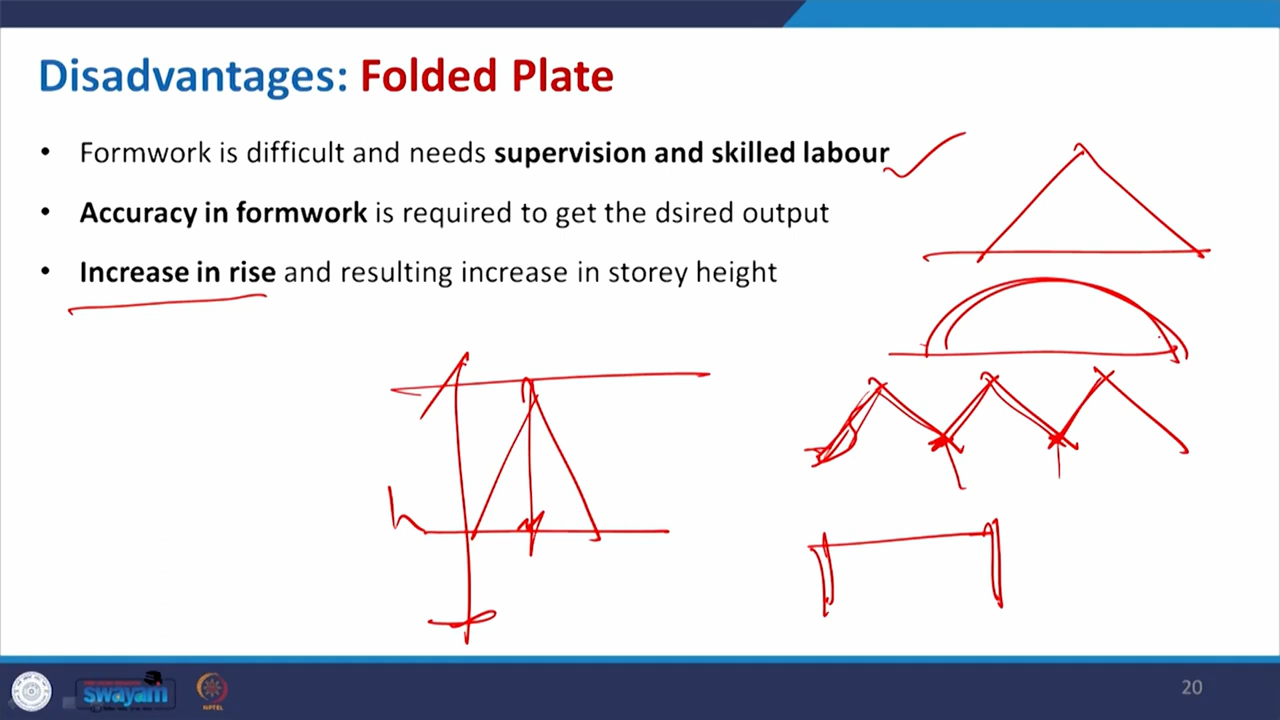 Disadvantages: Folded Plate
• Formwork is difficult and needs supervision and skilled labour
• Accuracy in formwork is required to get the dsired output
• Increase in rise and resulting increase in storey height
h
swayam
NPTEL
20